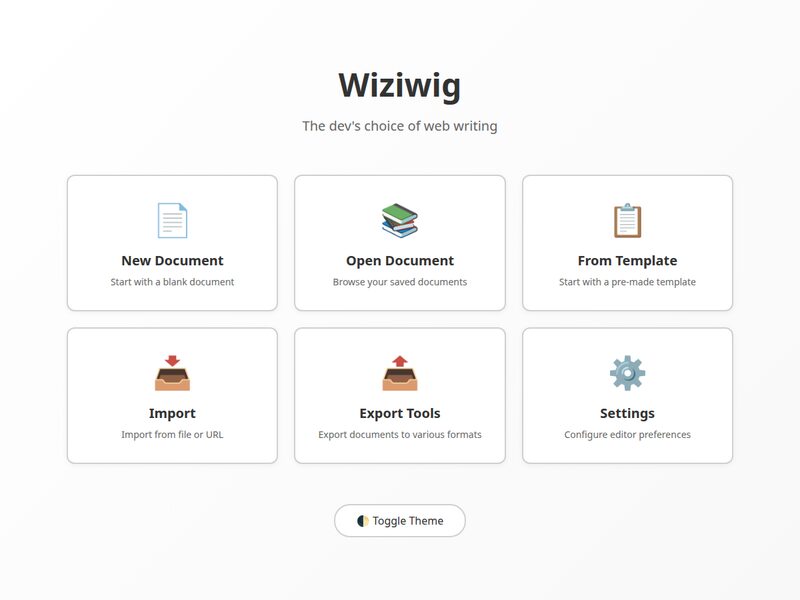 Wiziwig
The dev's choice of web writing
New Document
Start with a blank document
Open Document
Browse your saved documents
From Template
Start with a pre-made template
Import
Import from file or URL
Export Tools
Export documents to various formats
Settings
Configure editor preferences
Toggle Theme